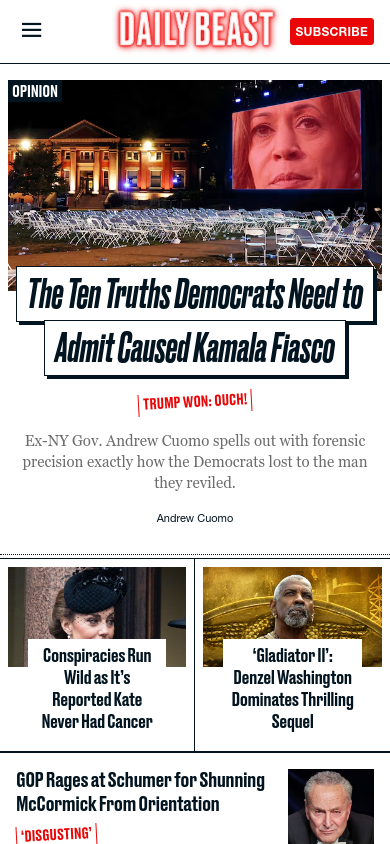 DAILY BEAST
SUBSCRIBE
OPINION
The Ten Truths Democrats Need to
Admit Caused Kamala Fiasco
TRUMP WON: OUCH!
Ex-NY Gov. Andrew Cuomo spells out with forensic
precision exactly how the Democrats lost to the man
they reviled.
Andrew Cuomo
Conspiracies Run
Wild as It’s
Reported Kate
Never Had Cancer
‘Gladiator II’:
Denzel Washington
Dominates Thrilling
Sequel
GOP Rages at Schumer for Shunning
McCormick From Orientation
‘DISGUSTING’